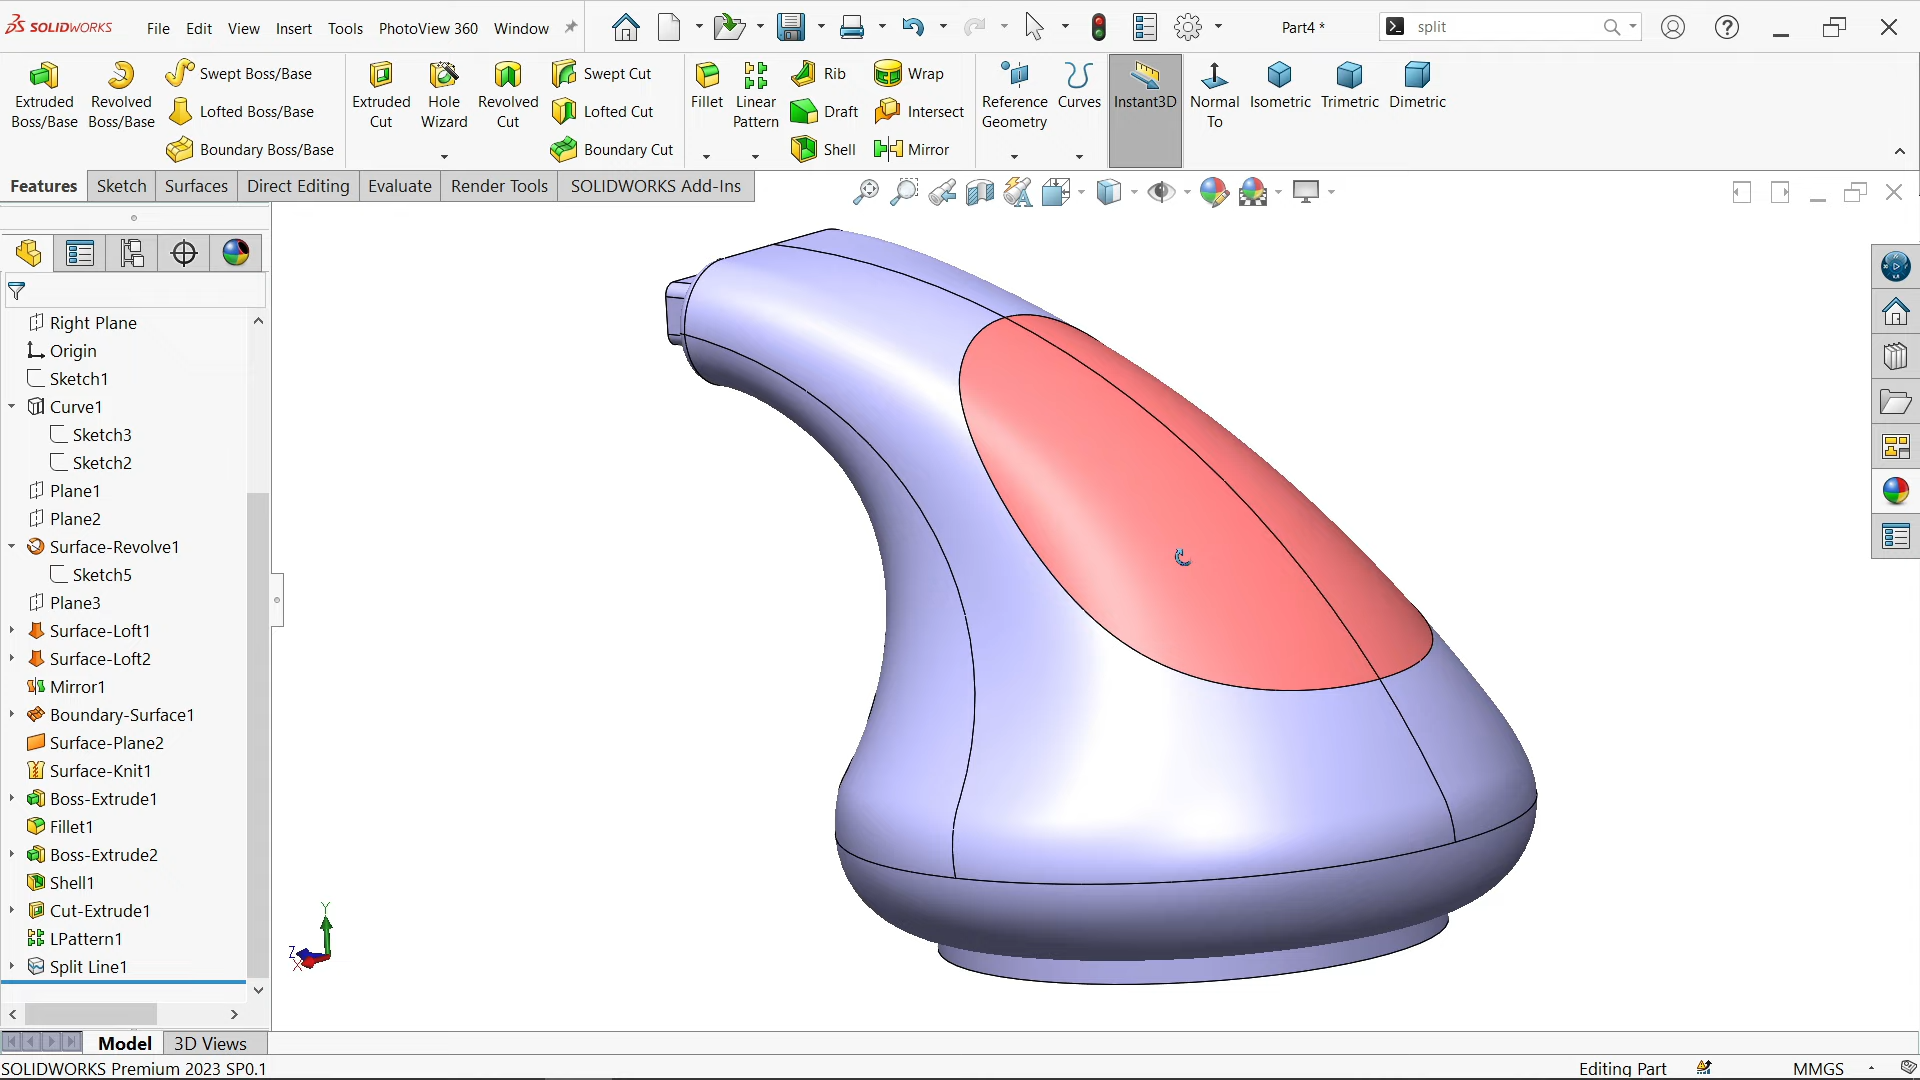 SOLIDWORKS File Edit View Insert Tools PhotoView 360 Window Part4 * split
Extruded Boss/Base
Revolved Boss/Base
Swept Boss/Base
Lofted Boss/Base
Boundary Boss/Base
Extruded Cut
Hole Wizard
Revolved Cut
Swept Cut
Lofted Cut
Boundary Cut
Fillet
Linear Pattern
Rib
Draft
Shell
Wrap
Intersect
Mirror
Reference Geometry
Curves
Instant3D
Normal To
Isometric
Trimetric
Dimetric
Features Sketch Surfaces Direct Editing Evaluate Render Tools SOLIDWORKS Add-Ins
Right Plane
Origin
Sketch1
Curve1
Sketch3
Sketch2
Plane1
Plane2
Surface-Revolve1
Sketch5
Plane3
Surface-Loft1
Surface-Loft2
Mirror1
Boundary-Surface1
Surface-Plane2
Surface-Knit1
Boss-Extrude1
Fillet1
Boss-Extrude2
Shell1
Cut-Extrude1
LPattern1
Split Line1
Y
Z
X
Model 3D Views
SOLIDWORKS Premium 2023 SP0.1 Editing Part MMGS